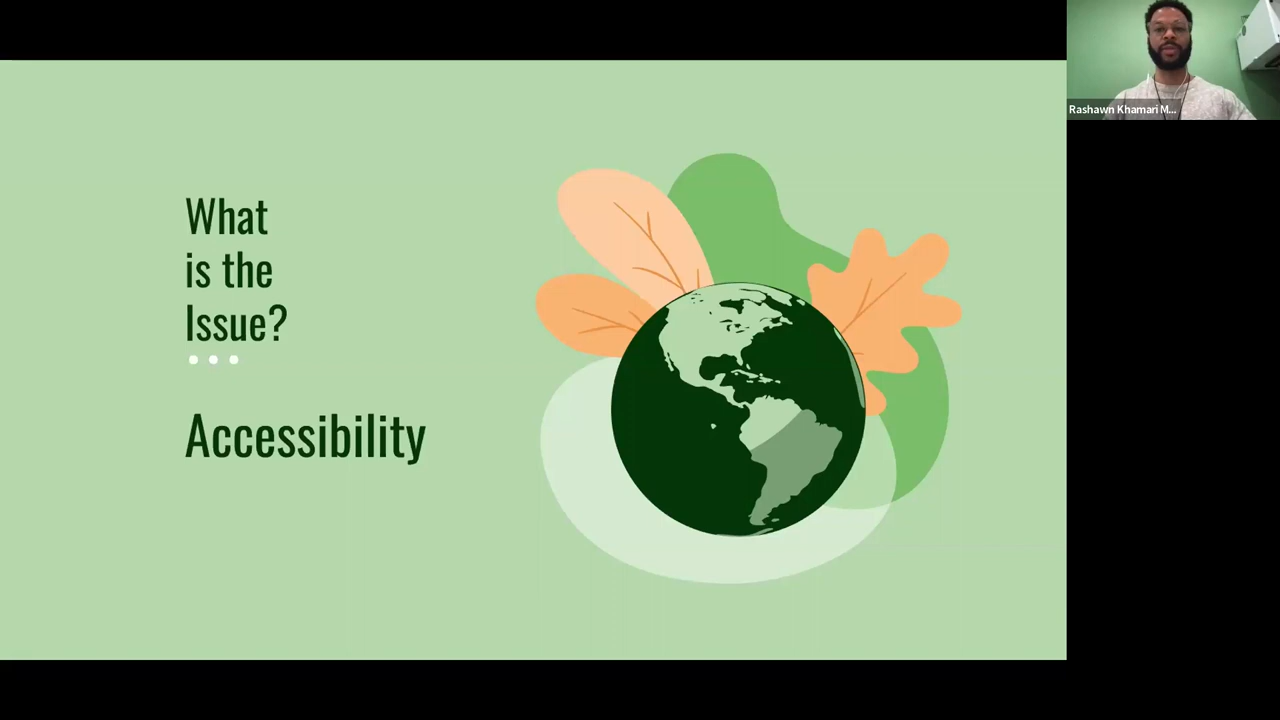 What
is the
Issue?
Accessibility
Rashawn Khamari M...